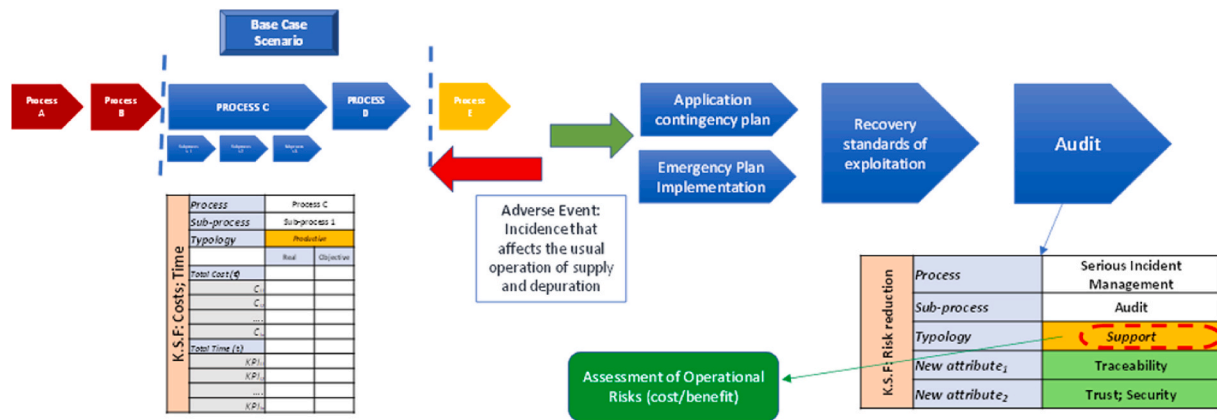 Base Case
Scenario
Process
A
Process
B
PROCESS C
PROCESS
D
Process
E
Application
contingency plan
Emergency Plan
Implementation
Recovery
standards of
exploitation
Audit
Adverse Event:
Incidence that
affects the usual
operation of supply
and depuration
K.S.F: Costs; Time
Process
Process C
Sub-process
Sub-process 1
Typology
Productive
Real
Objective
Total Cost (€)
....
Total Time (t)
....
K.S.F: Risk reduction
Process
Serious Incident
Management
Sub-process
Audit
Typology
Support
New attribute₁
Traceability
New attribute₂
Trust; Security
Assessment of Operational
Risks (cost/benefit)